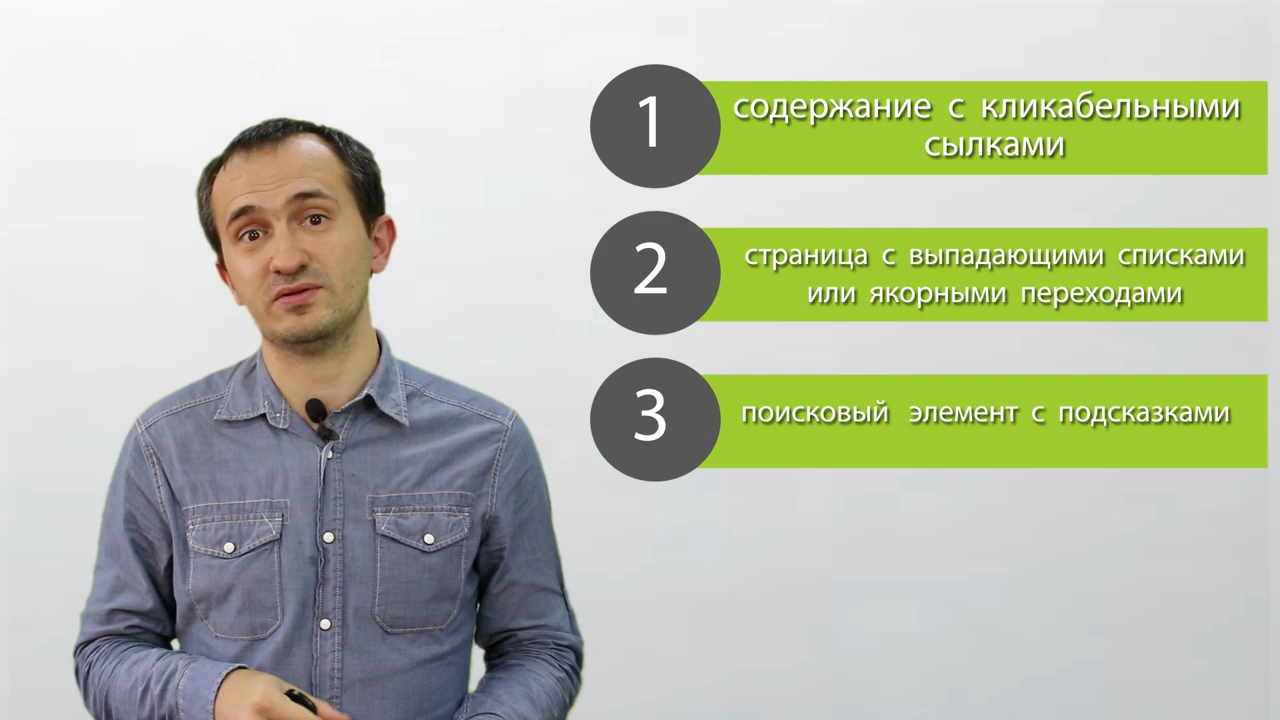 1
содержание с кликабельными
сылками
2
страница с выпадающими списками
или якорными переходами
3
поисковый элемент с подсказками